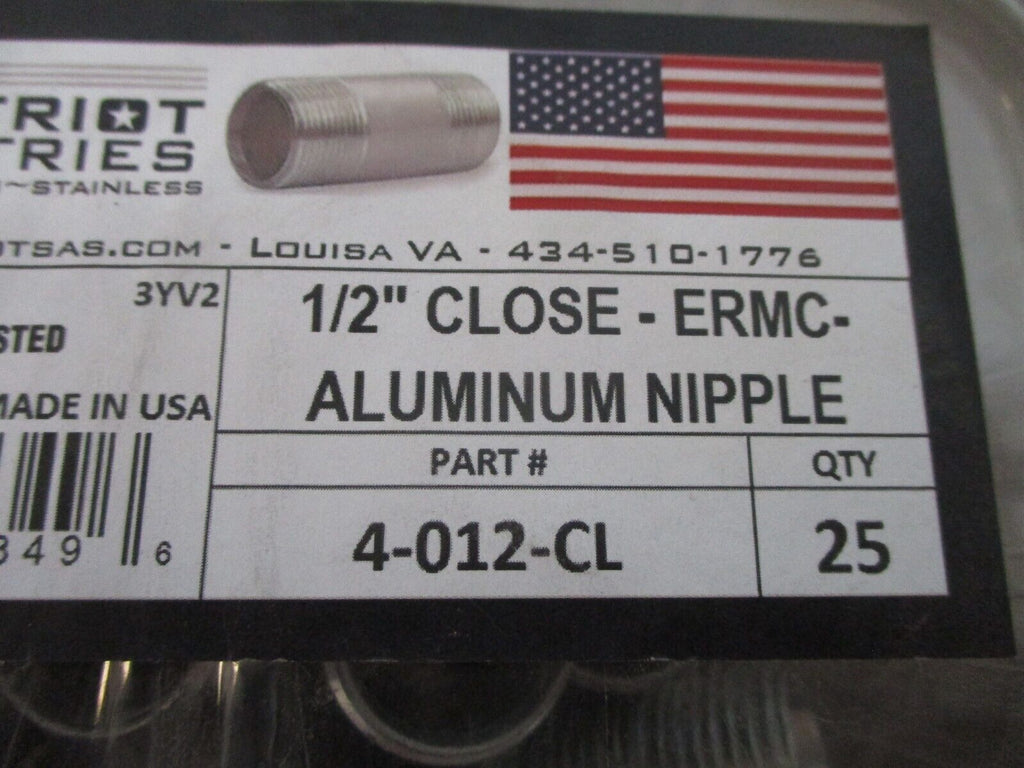 TRIOT
TRIES
~STAINLESS
OTSAS.COM - LOUISA VA - 434-510-1776
3YV2
STED
MADE IN USA
349 6
1/2" CLOSE - ERMC-
ALUMINUM NIPPLE
PART # QTY
4-012-CL 25